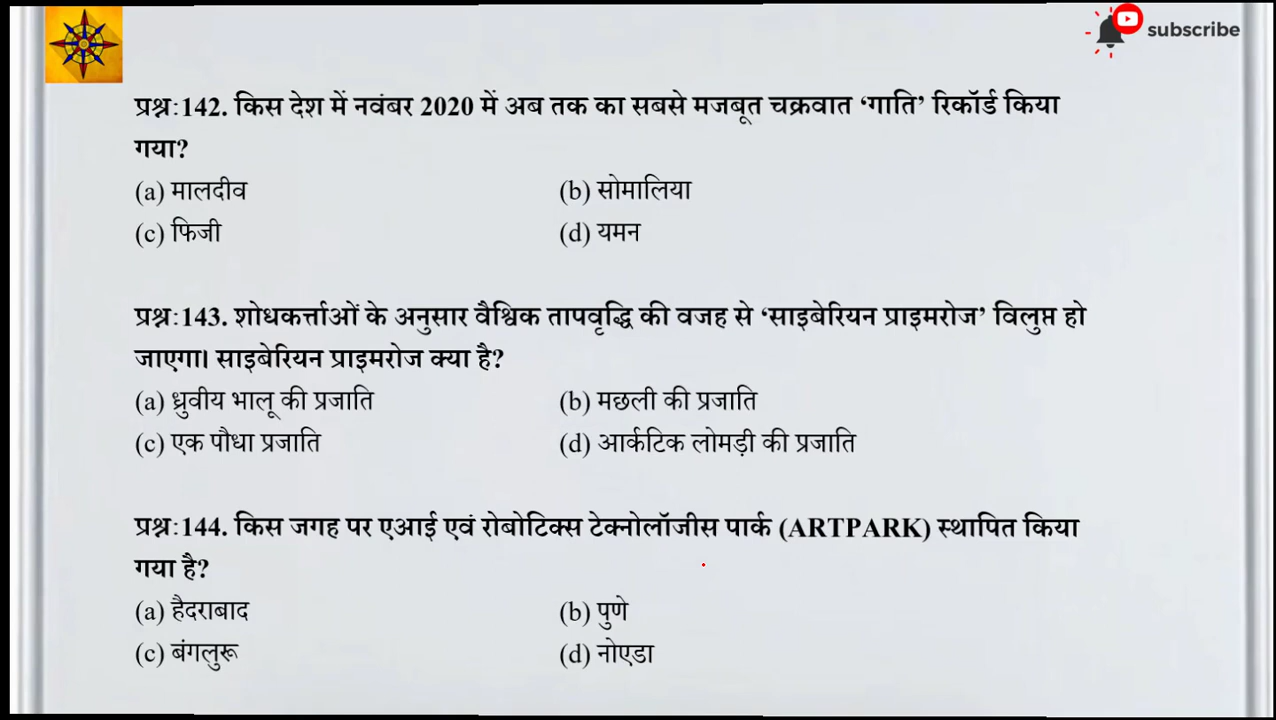 subscribe
प्रश्न:142. किस देश में नवंबर 2020 में अब तक का सबसे मजबूत चक्रवात ‘गाति’ रिकॉर्ड किया
गया?
(a) मालदीव (b) सोमालिया
(c) फिजी (d) यमन
प्रश्न:143. शोधकर्त्ताओं के अनुसार वैश्विक तापवृद्धि की वजह से ‘साइबेरियन प्राइमरोज’ विलुप्त हो
जाएगा। साइबेरियन प्राइमरोज क्या है?
(a) ध्रुवीय भालू की प्रजाति (b) मछली की प्रजाति
(c) एक पौधा प्रजाति (d) आर्कटिक लोमड़ी की प्रजाति
प्रश्न:144. किस जगह पर एआई एवं रोबोटिक्स टेक्नोलॉजीस पार्क (ARTPARK) स्थापित किया
गया है?
(a) हैदराबाद (b) पुणे
(c) बंगलुरू (d) नोएडा